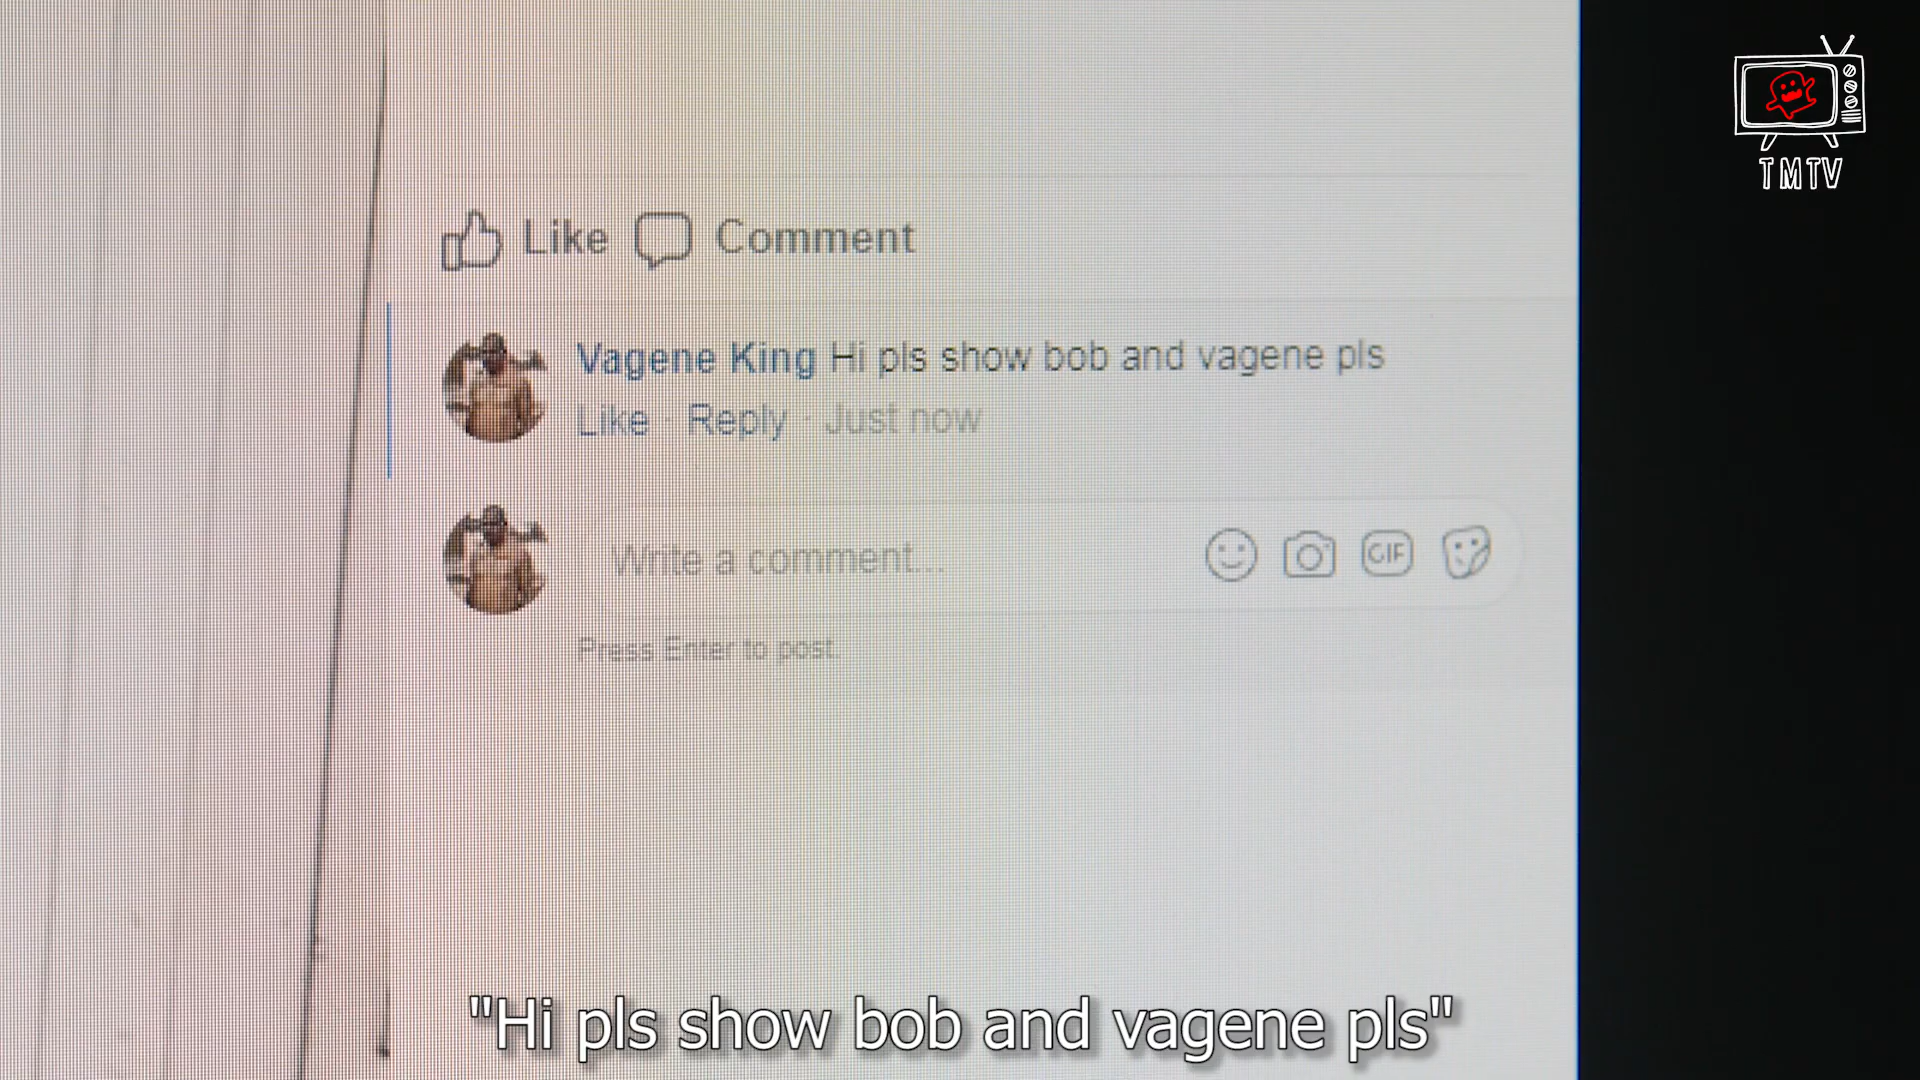 TMTV
Like Comment
Vagene King Hi pls show bob and vagene pls
Like · Reply · Just now
Write a comment...
GIF
Press Enter to post.
"Hi pls show bob and vagene pls"